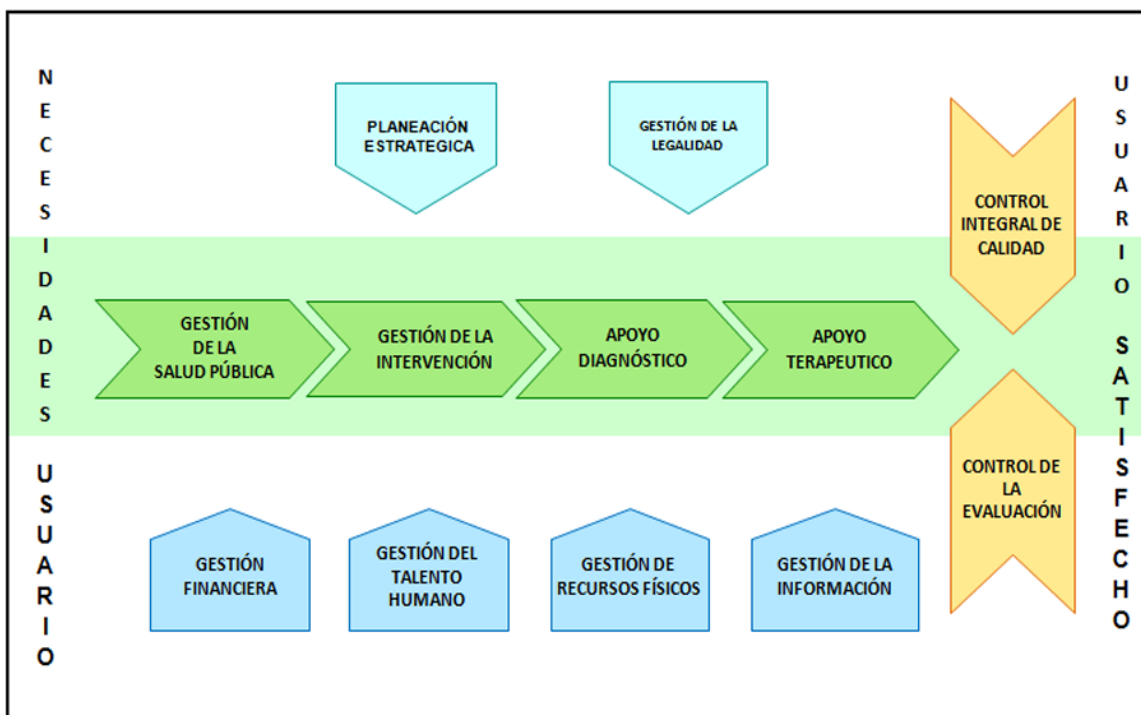 NECESIDADES USUARIO
PLANEACIÓN
ESTRATEGICA
GESTIÓN DE LA
LEGALIDAD
CONTROL
INTEGRAL DE
CALIDAD
GESTIÓN
DE LA
SALUD PÚBLICA
GESTIÓN DE LA
INTERVENCIÓN
APOYO
DIAGNÓSTICO
APOYO
TERAPEUTICO
CONTROL DE
LA
EVALUACIÓN
GESTIÓN
FINANCIERA
GESTIÓN DEL
TALENTO
HUMANO
GESTIÓN DE
RECURSOS FÍSICOS
GESTIÓN DE LA
INFORMACIÓN
USUARIO SATISFECHO